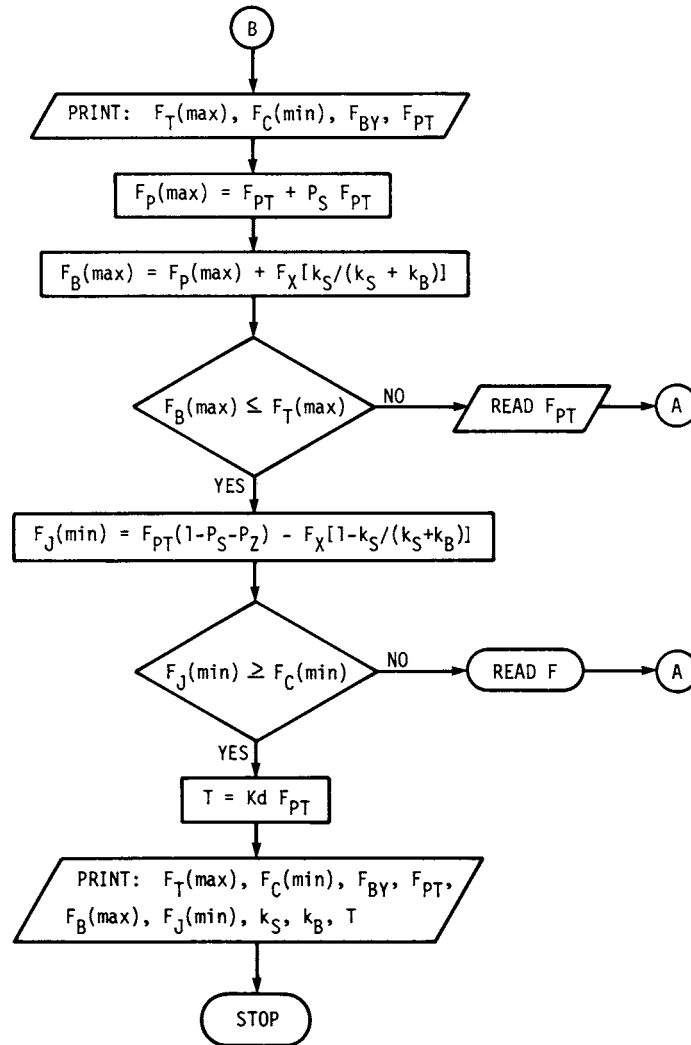 B
PRINT: F_T(max), F_C(min), F_BY, F_PT
F_P(max) = F_PT + P_S F_PT
F_B(max) = F_P(max) + F_X[k_S/(k_S + k_B)]
F_B(max) ≤ F_T(max)
NO
READ F_PT
A
YES
F_J(min) = F_PT(1-P_S-P_Z) - F_X[1-k_S/(k_S+k_B)]
F_J(min) ≥ F_C(min)
NO
READ F
A
YES
T = Kd F_PT
PRINT: F_T(max), F_C(min), F_BY, F_PT,
F_B(max), F_J(min), k_S, k_B, T
STOP